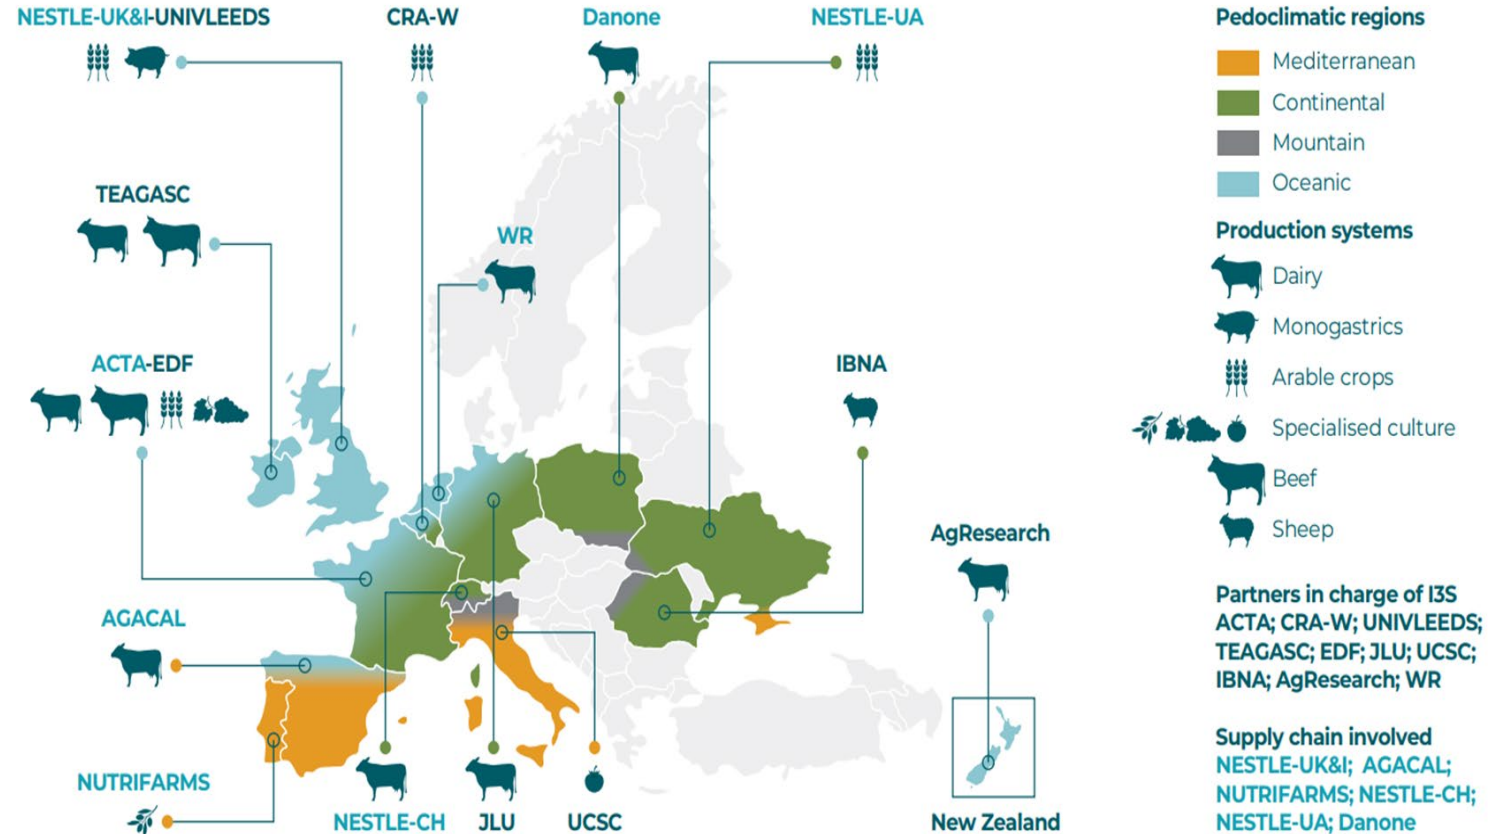 NESTLE-UK&I-UNIVLEEDS
CRA-W
Danone
NESTLE-UA
TEAGASC
WR
ACTA-EDF
IBNA
AgResearch
AGACAL
NUTRIFARMS
NESTLE-CH
JLU
UCSC
New Zealand
Pedoclimatic regions
Mediterranean
Continental
Mountain
Oceanic
Production systems
Dairy
Monogastrics
Arable crops
Specialised culture
Beef
Sheep
Partners in charge of I3S
ACTA; CRA-W; UNIVLEEDS;
TEAGASC; EDF; JLU; UCSC;
IBNA; AgResearch; WR
Supply chain involved
NESTLE-UK&I; AGACAL;
NUTRIFARMS; NESTLE-CH;
NESTLE-UA; Danone